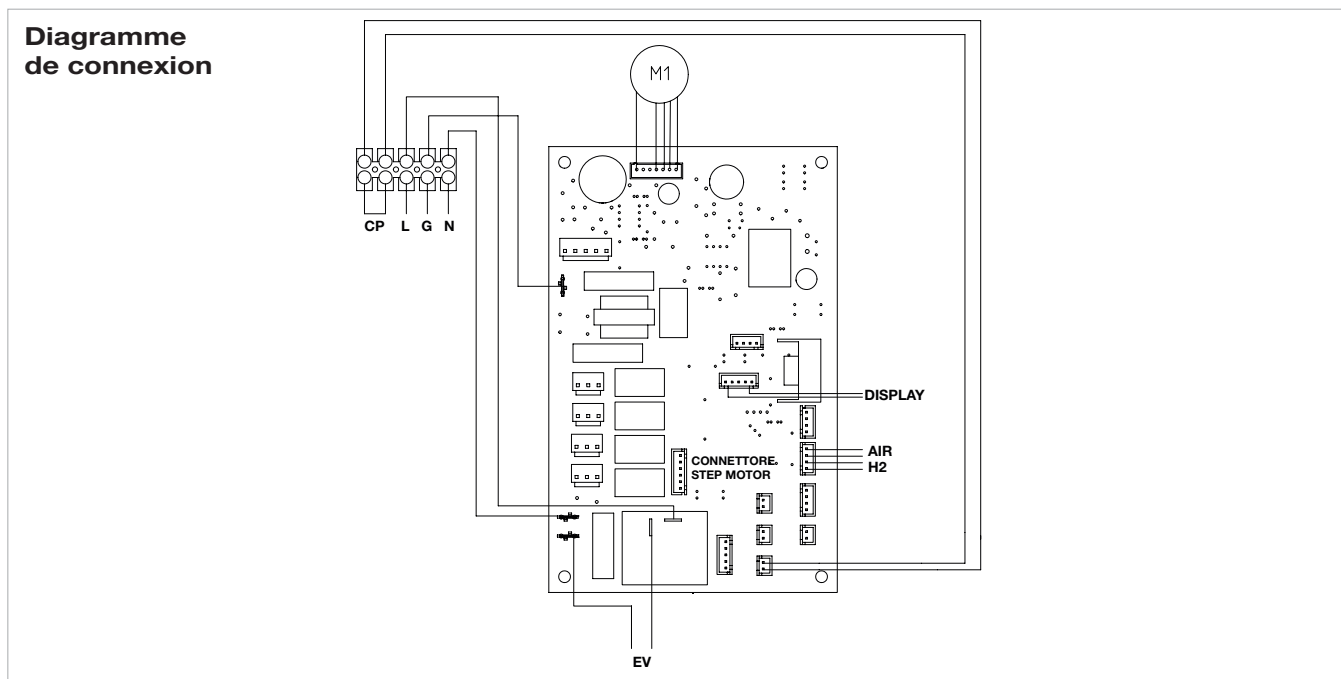 Diagramme
de connexion
M1
CP L G N
DISPLAY
AIR
H2
CONNETTORE
STEP MOTOR
EV